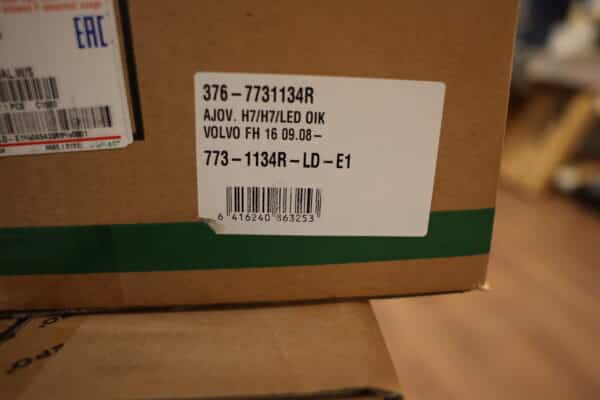 EAC
376-7731134R
AJOV. H7/H7/LED OIK
VOLVO FH 16 09.08-
773-1134R-LD-E1
6 416240 863253